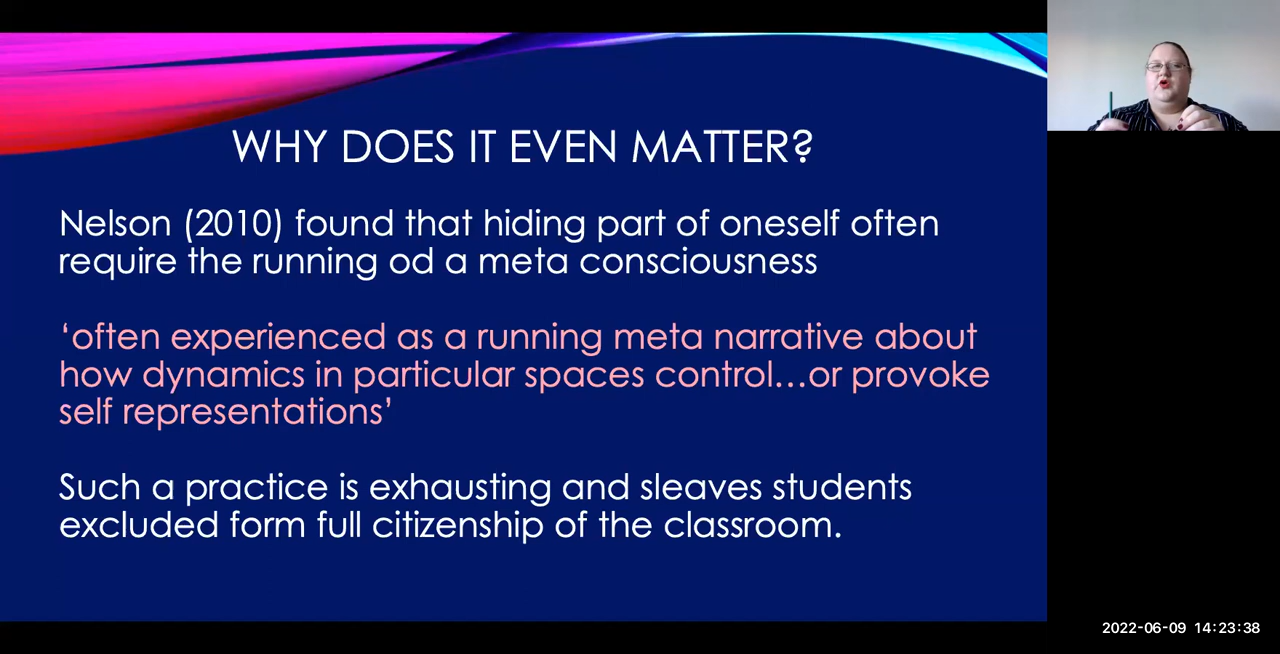 WHY DOES IT EVEN MATTER?
Nelson (2010) found that hiding part of oneself often
require the running od a meta consciousness
‘often experienced as a running meta narrative about
how dynamics in particular spaces control...or provoke
self representations’
Such a practice is exhausting and sleaves students
excluded form full citizenship of the classroom.
2022-06-09 14:23:38